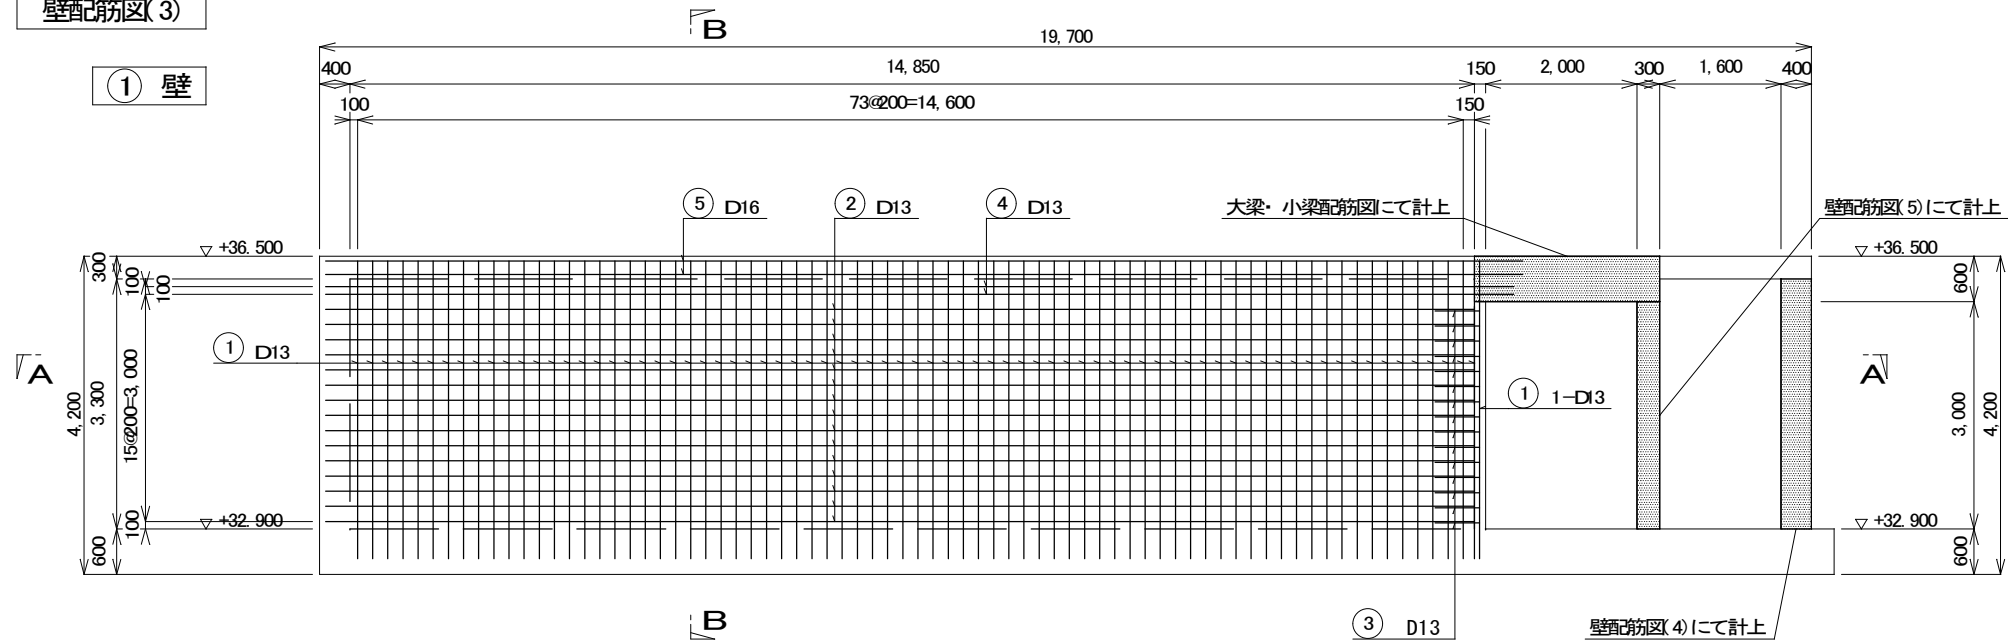 壁配筋図(3)
B
19,700
① 壁
400
14,850
150
2,000
300
1,600
400
100
73@200=14,600
150
⑤ D16
② D13
④ D13
大梁・小梁配筋図にて計上
壁配筋図(5)にて計上
▽ +36.500
▽ +36.500
300
100
100
600
① D13
A
A
4,200
3,300
15@200=3,000
① 1-D13
3,000
4,200
▽ +32.900
▽ +32.900
100
600
600
B
③ D13
壁配筋図(4)にて計上